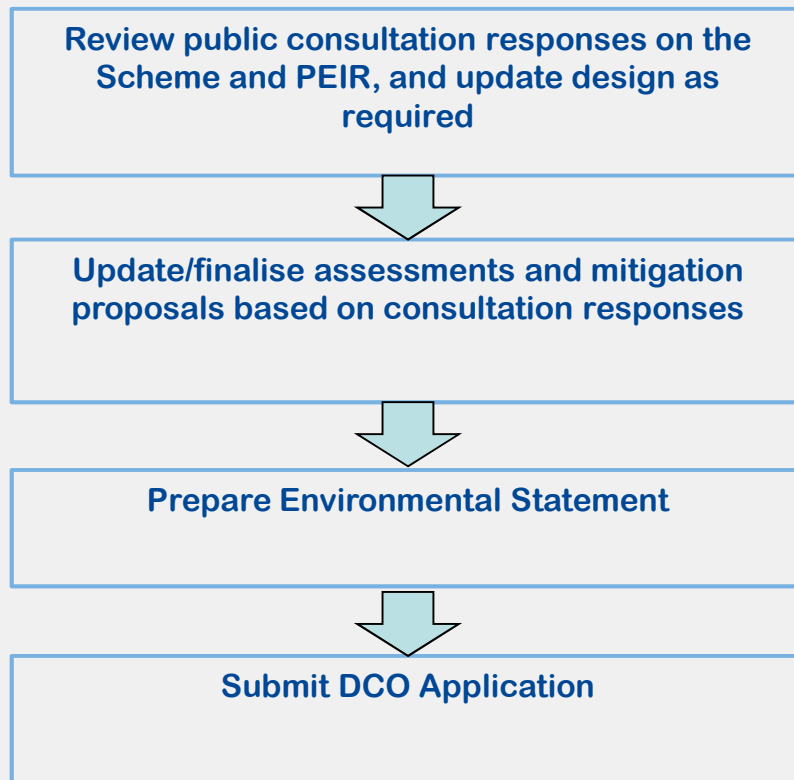 Review public consultation responses on the
Scheme and PEIR, and update design as
required
Update/finalise assessments and mitigation
proposals based on consultation responses
Prepare Environmental Statement
Submit DCO Application